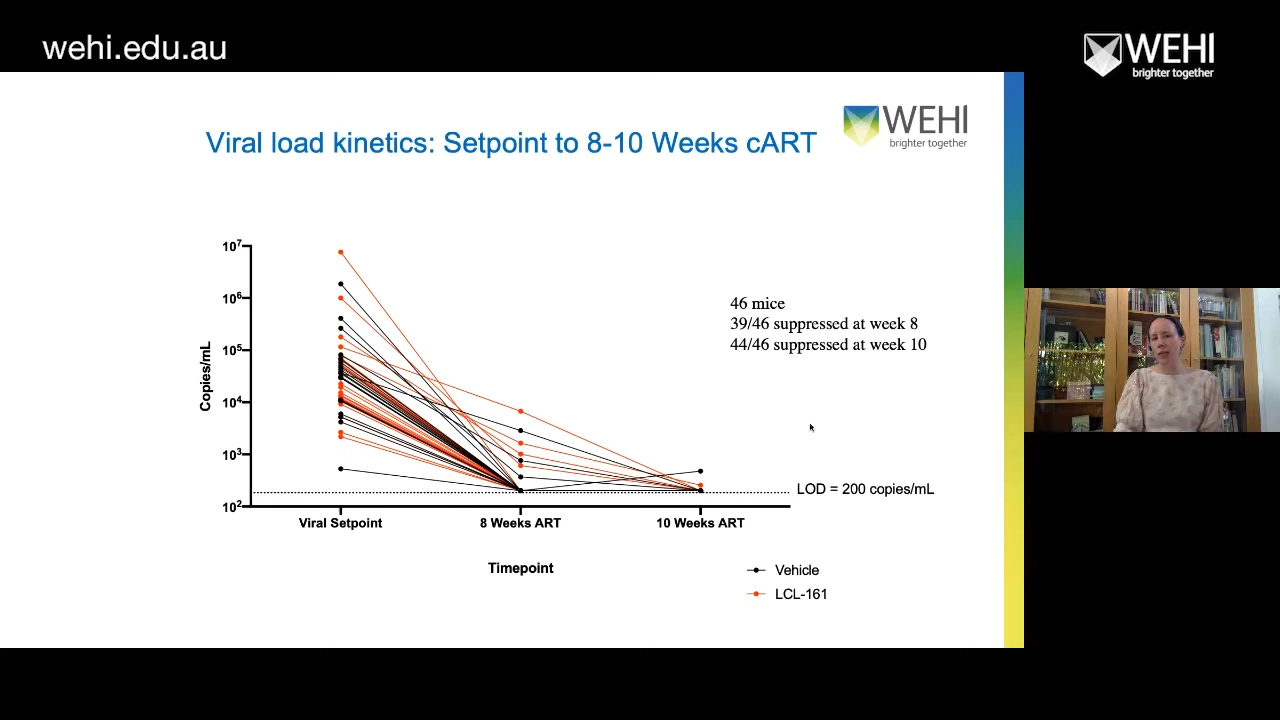 wehi.edu.au
WEHI
brighter together
Viral load kinetics: Setpoint to 8-10 Weeks cART
WEHI
brighter together
10⁷
10⁶
10⁵
10⁴
10³
10²
Copies/mL
46 mice
39/46 suppressed at week 8
44/46 suppressed at week 10
LOD = 200 copies/mL
Viral Setpoint
8 Weeks ART
10 Weeks ART
Timepoint
Vehicle
LCL-161